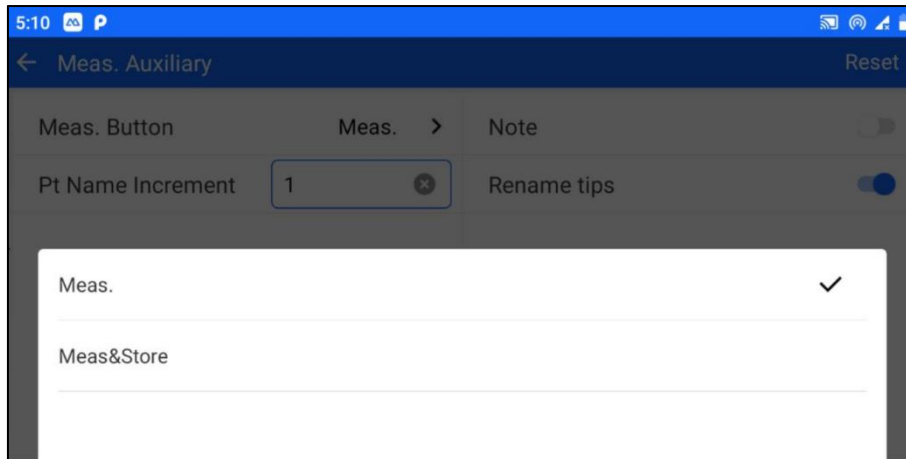 5:10
Meas. Auxiliary Reset
Meas. Button Meas. Note
Pt Name Increment 1 Rename tips
Meas.
Meas&Store